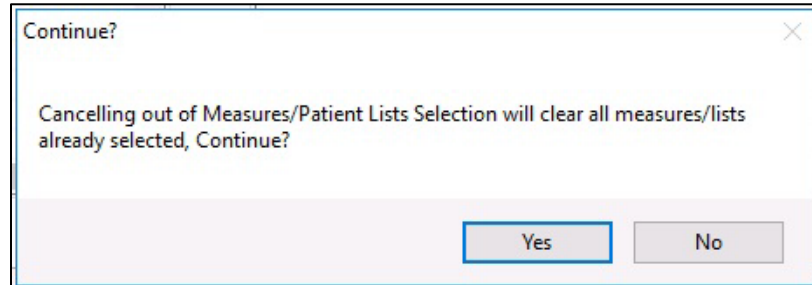 Continue?
Cancelling out of Measures/Patient Lists Selection will clear all measures/lists
already selected, Continue?
Yes
No